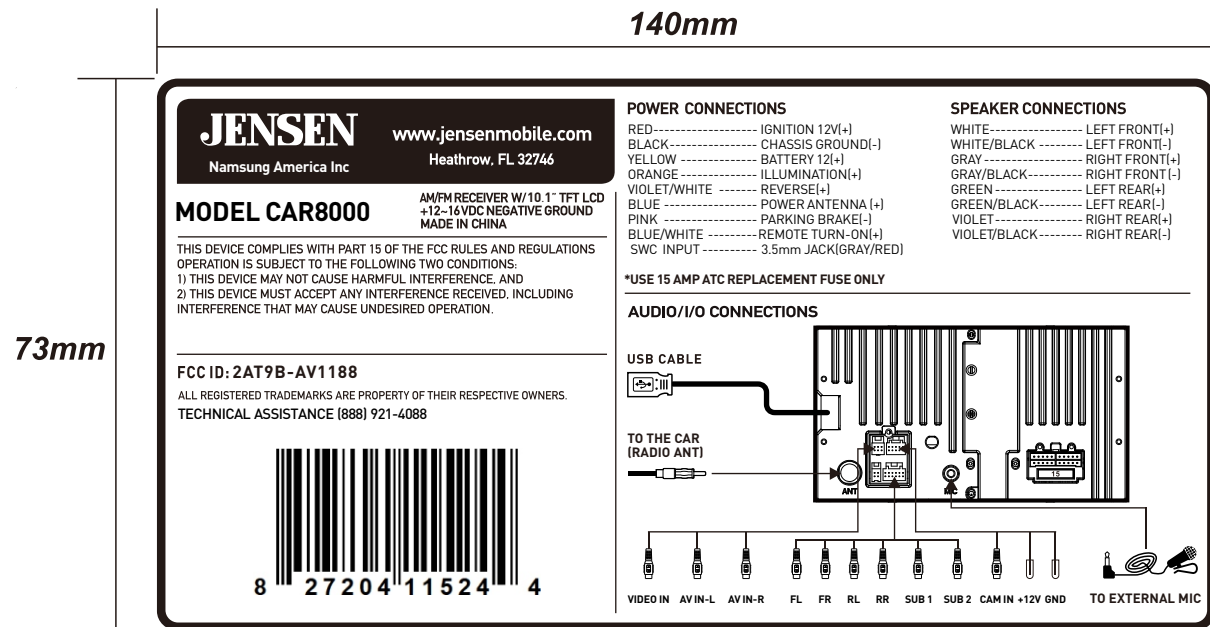 140mm
73mm
JENSEN
Namsung America Inc
www.jensenmobile.com
Heathrow, FL 32746
MODEL CAR8000
AM/FM RECEIVER W/10.1" TFT LCD
+12~16VDC NEGATIVE GROUND
MADE IN CHINA
THIS DEVICE COMPLIES WITH PART 15 OF THE FCC RULES AND REGULATIONS
OPERATION IS SUBJECT TO THE FOLLOWING TWO CONDITIONS:
1) THIS DEVICE MAY NOT CAUSE HARMFUL INTERFERENCE, AND
2) THIS DEVICE MUST ACCEPT ANY INTERFERENCE RECEIVED, INCLUDING
INTERFERENCE THAT MAY CAUSE UNDESIRED OPERATION.
FCC ID: 2AT9B-AV1188
ALL REGISTERED TRADEMARKS ARE PROPERTY OF THEIR RESPECTIVE OWNERS.
TECHNICAL ASSISTANCE (888) 921-4088
8 27204 11524 4
POWER CONNECTIONS
RED------------------- IGNITION 12V(+)
BLACK---------------- CHASSIS GROUND(-)
YELLOW -------------- BATTERY 12(+)
ORANGE -------------- ILLUMINATION(+)
VIOLET/WHITE ------- REVERSE(+)
BLUE ----------------- POWER ANTENNA (+)
PINK ----------------- PARKING BRAKE(-)
BLUE/WHITE ---------REMOTE TURN-ON(+)
SWC INPUT ---------- 3.5mm JACK(GRAY/RED)
*USE 15 AMP ATC REPLACEMENT FUSE ONLY
SPEAKER CONNECTIONS
WHITE---------------- LEFT FRONT(+)
WHITE/BLACK ------- LEFT FRONT(-)
GRAY------------------ RIGHT FRONT(+)
GRAY/BLACK--------- RIGHT FRONT(-)
GREEN --------------- LEFT REAR(+)
GREEN/BLACK------- LEFT REAR(-)
VIOLET---------------- RIGHT REAR(+)
VIOLET/BLACK-------- RIGHT REAR(-)
AUDIO/I/O CONNECTIONS
USB CABLE
TO THE CAR
(RADIO ANT)
ANT
MIC
15
VIDEO IN AV IN-L AV IN-R FL FR RL RR SUB 1 SUB 2 CAM IN +12V GND
TO EXTERNAL MIC